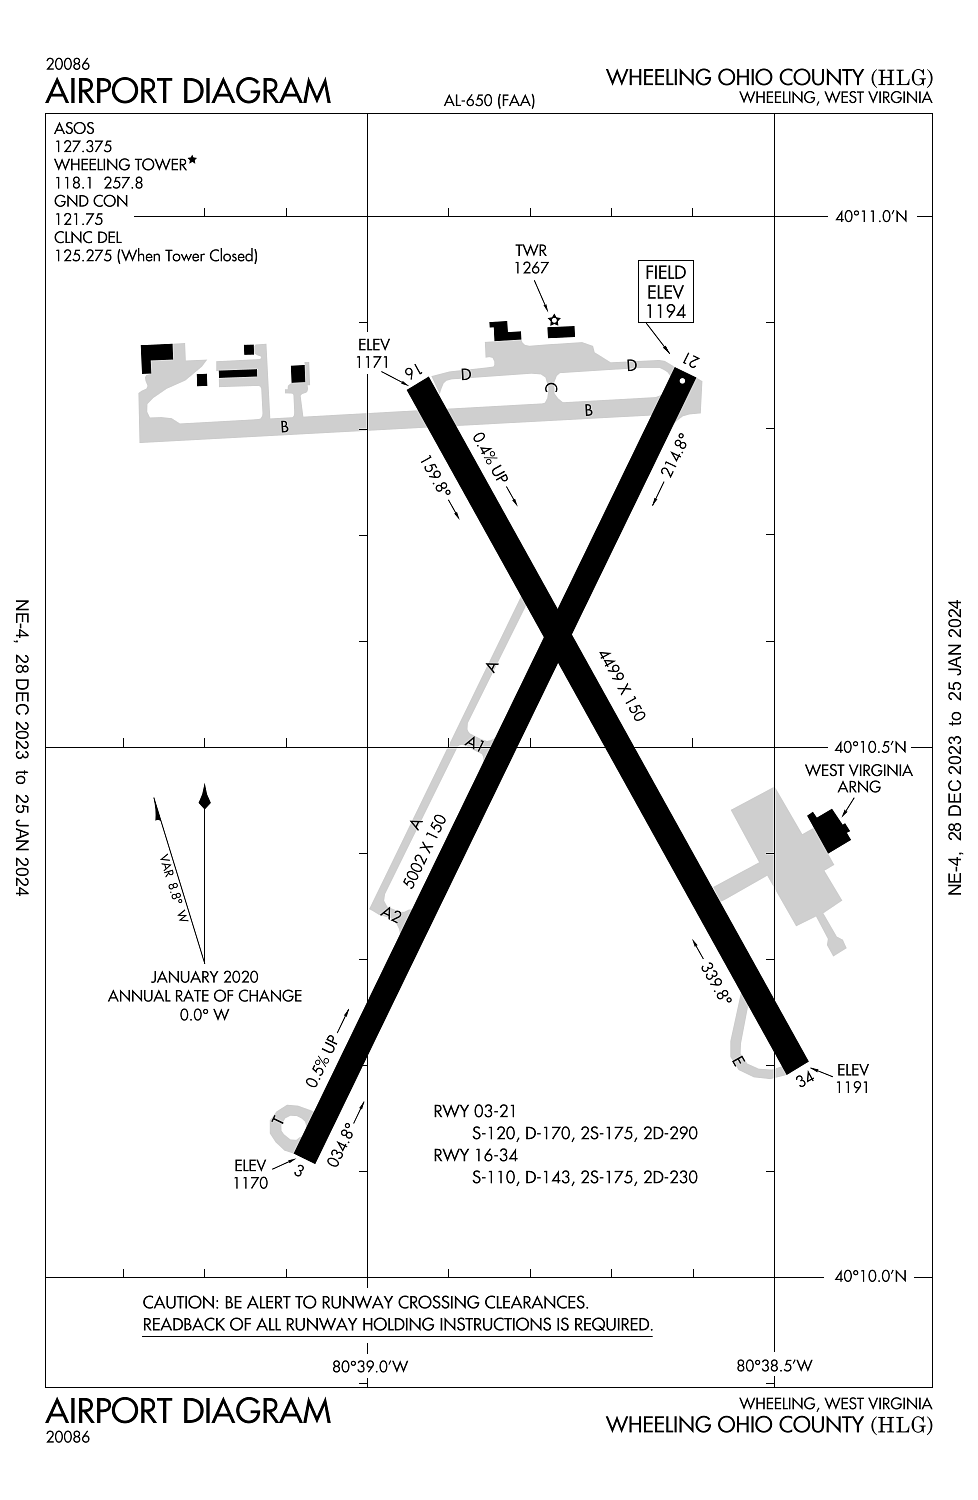 20086
AIRPORT DIAGRAM
AL-650 (FAA)
WHEELING OHIO COUNTY (HLG)
WHEELING, WEST VIRGINIA
ASOS
127.375
WHEELING TOWER★
118.1 257.8
GND CON
121.75
CLNC DEL
125.275 (When Tower Closed)
40°11.0'N
TWR
1267
FIELD
ELEV
1194
ELEV
1171
16
21
D
D
C
B
B
0.4% UP
159.8°
214.8°
A
4499 X 150
A1
40°10.5'N
WEST VIRGINIA
ARNG
A
5002 X 150
A2
VAR 8.8° W
JANUARY 2020
ANNUAL RATE OF CHANGE
0.0° W
339.8°
0.5% UP
E
34
ELEV
1191
T
034.8°
3
ELEV
1170
RWY 03-21
S-120, D-170, 2S-175, 2D-290
RWY 16-34
S-110, D-143, 2S-175, 2D-230
40°10.0'N
CAUTION: BE ALERT TO RUNWAY CROSSING CLEARANCES.
READBACK OF ALL RUNWAY HOLDING INSTRUCTIONS IS REQUIRED.
80°39.0'W
80°38.5'W
NE-4, 28 DEC 2023 to 25 JAN 2024
NE-4, 28 DEC 2023 to 25 JAN 2024
AIRPORT DIAGRAM
20086
WHEELING, WEST VIRGINIA
WHEELING OHIO COUNTY (HLG)